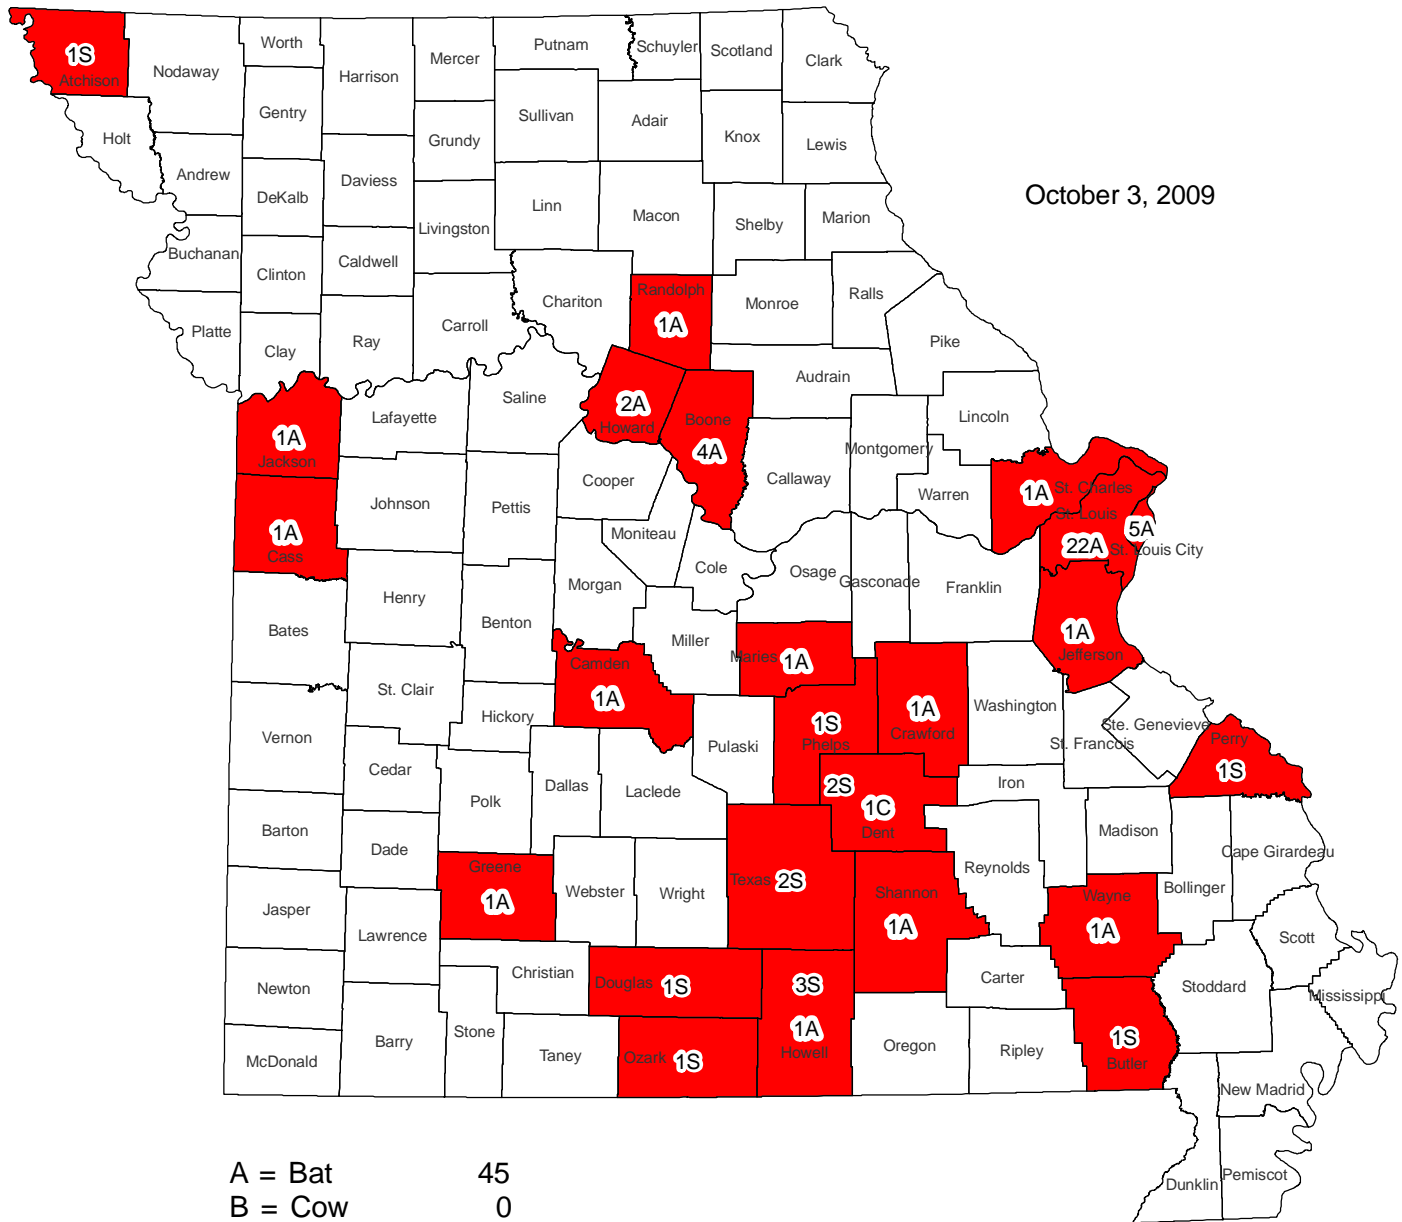 Worth
Putnam
Schuyler
Scotland
Clark
1S
Atchison
Nodaway
Harrison
Mercer
Gentry
Sullivan
Adair
Knox
Lewis
Holt
Grundy
Andrew
DeKalb
Daviess
Linn
Macon
Shelby
Marion
October 3, 2009
Livingston
Buchanan
Clinton
Caldwell
Chariton
Randolph
1A
Monroe
Ralls
Platte
Clay
Ray
Carroll
Pike
Audrain
Saline
2A
Howard
Boone
4A
Lafayette
Lincoln
1A
Jackson
Montgomery
Callaway
Cooper
Warren
1A
St. Charles
St. Louis
22A
5A
St. Louis City
Johnson
Pettis
1A
Cass
Moniteau
Cole
Osage
Gasconade
Franklin
Morgan
Henry
Benton
Bates
Miller
Maries
1A
1A
Jefferson
Camden
1A
St. Clair
Hickory
Washington
1A
Crawford
1S
Phelps
Ste. Genevieve
St. Francois
Perry
1S
Vernon
Pulaski
Cedar
Dallas
Laclede
Polk
2S
1C
Dent
Iron
Barton
Dade
Madison
Cape Girardeau
Greene
1A
Webster
Wright
Texas
2S
Shannon
1A
Reynolds
Wayne
1A
Bollinger
Jasper
Lawrence
Scott
Christian
Douglas
1S
3S
1A
Howell
Carter
Stoddard
Mississippi
Newton
Barry
Stone
Taney
Ozark
1S
Oregon
Ripley
1S
Butler
McDonald
New Madrid
Dunklin
Pemiscot
A = Bat 45
B = Cow 0